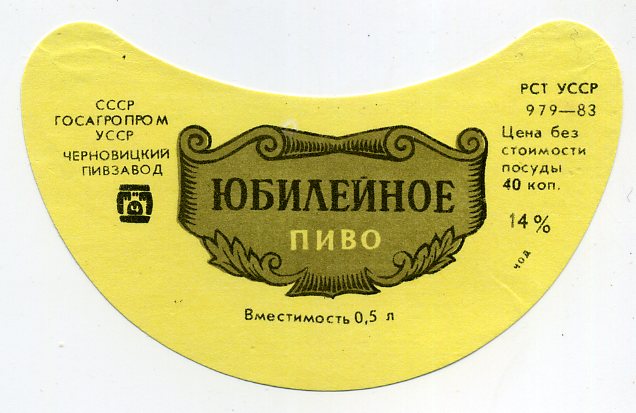 СССР
ГОСАГРОПРОМ
УССР
ЧЕРНОВИЦКИЙ
ПИВЗАВОД
ЮБИЛЕЙНОЕ
ПИВО
Вместимость 0,5 л
РСТ УССР
979—83
Цена без
стоимости
посуды
40 коп.
14%
ЧОД